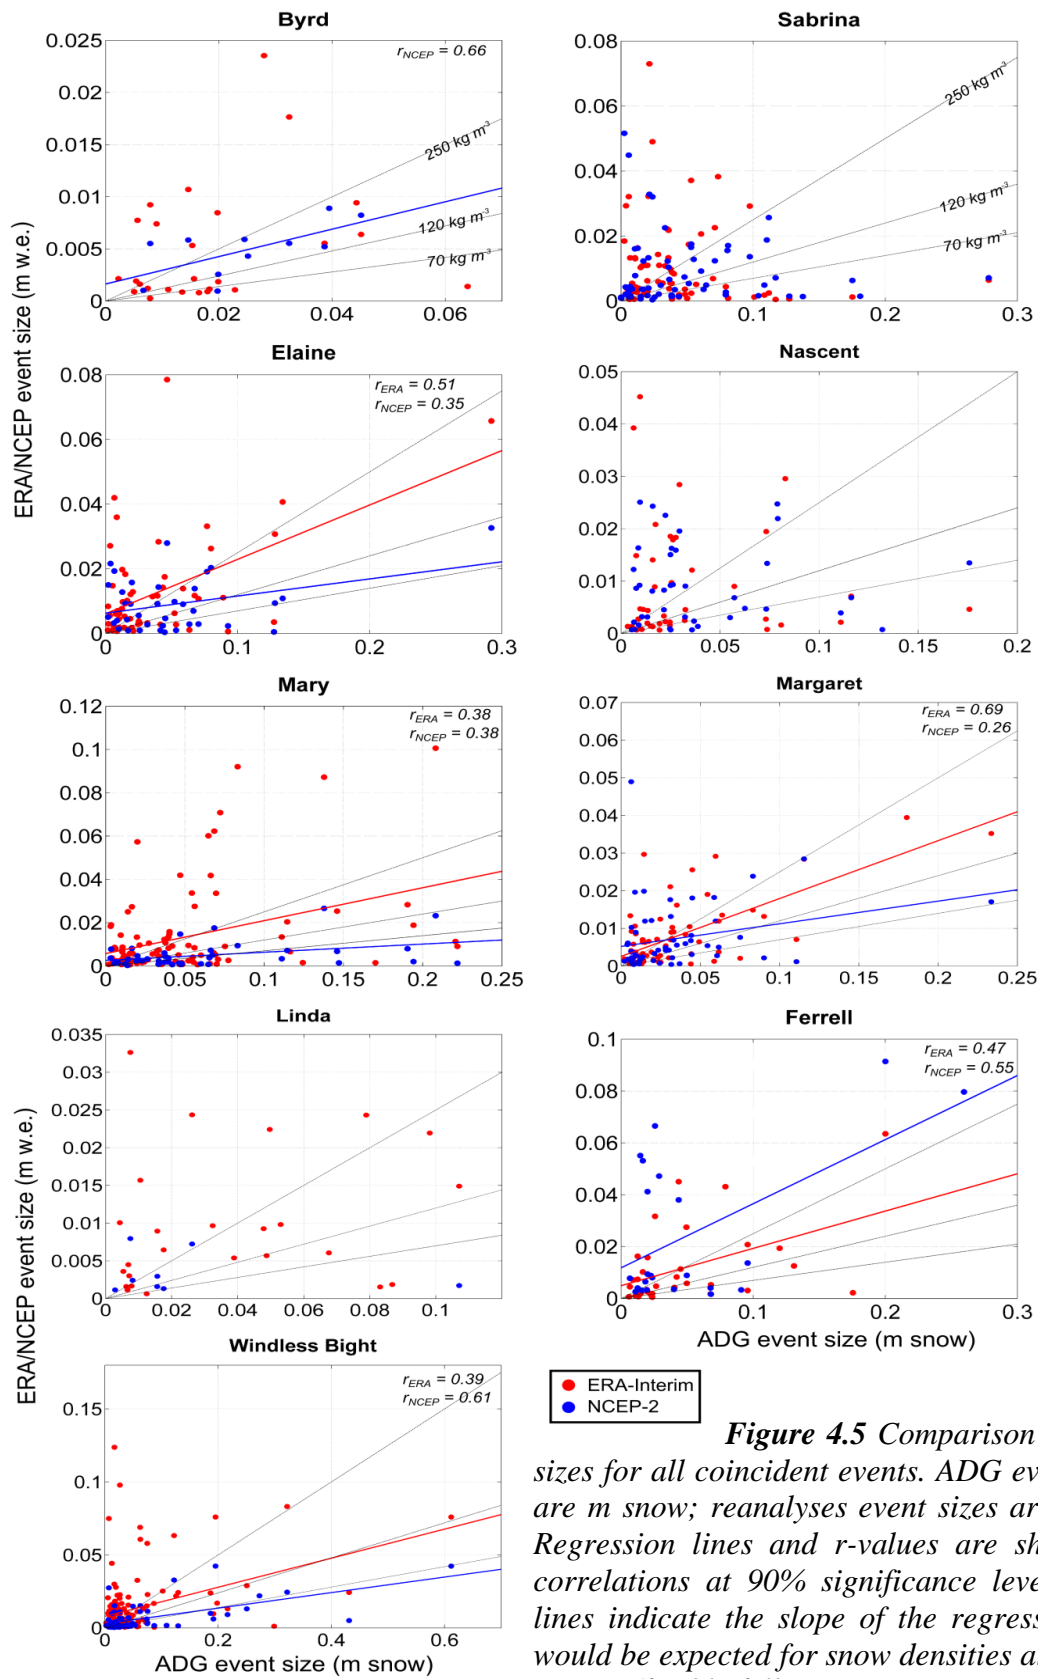 Byrd
r_NCEP = 0.66
0.025
0.02
0.015
0.01
0.005
0
250 kg m⁻³
120 kg m⁻³
70 kg m⁻³
0 0.02 0.04 0.06
Sabrina
0.08
0.06
0.04
0.02
0
250 kg m⁻³
120 kg m⁻³
70 kg m⁻³
0 0.1 0.2 0.3
ERA/NCEP event size (m w.e.)
Elaine
r_ERA = 0.51
r_NCEP = 0.35
0.08
0.06
0.04
0.02
0
0 0.1 0.2 0.3
Nascent
0.05
0.04
0.03
0.02
0.01
0
0 0.05 0.1 0.15 0.2
Mary
r_ERA = 0.38
r_NCEP = 0.38
0.12
0.1
0.08
0.06
0.04
0.02
0
0 0.05 0.1 0.15 0.2 0.25
Margaret
r_ERA = 0.69
r_NCEP = 0.26
0.07
0.06
0.05
0.04
0.03
0.02
0.01
0
0 0.05 0.1 0.15 0.2 0.25
ERA/NCEP event size (m w.e.)
Linda
0.035
0.03
0.025
0.02
0.015
0.01
0.005
0
0 0.02 0.04 0.06 0.08 0.1
Ferrell
r_ERA = 0.47
r_NCEP = 0.55
0.1
0.08
0.06
0.04
0.02
0
0 0.1 0.2 0.3
ADG event size (m snow)
Windless Bight
r_ERA = 0.39
r_NCEP = 0.61
0.15
0.1
0.05
0
0 0.2 0.4 0.6
ADG event size (m snow)
ERA-Interim
NCEP-2
Figure 4.5 Comparison
sizes for all coincident events. ADG ev
are m snow; reanalyses event sizes ar
Regression lines and r-values are sh
correlations at 90% significance leve
lines indicate the slope of the regress
would be expected for snow densities a